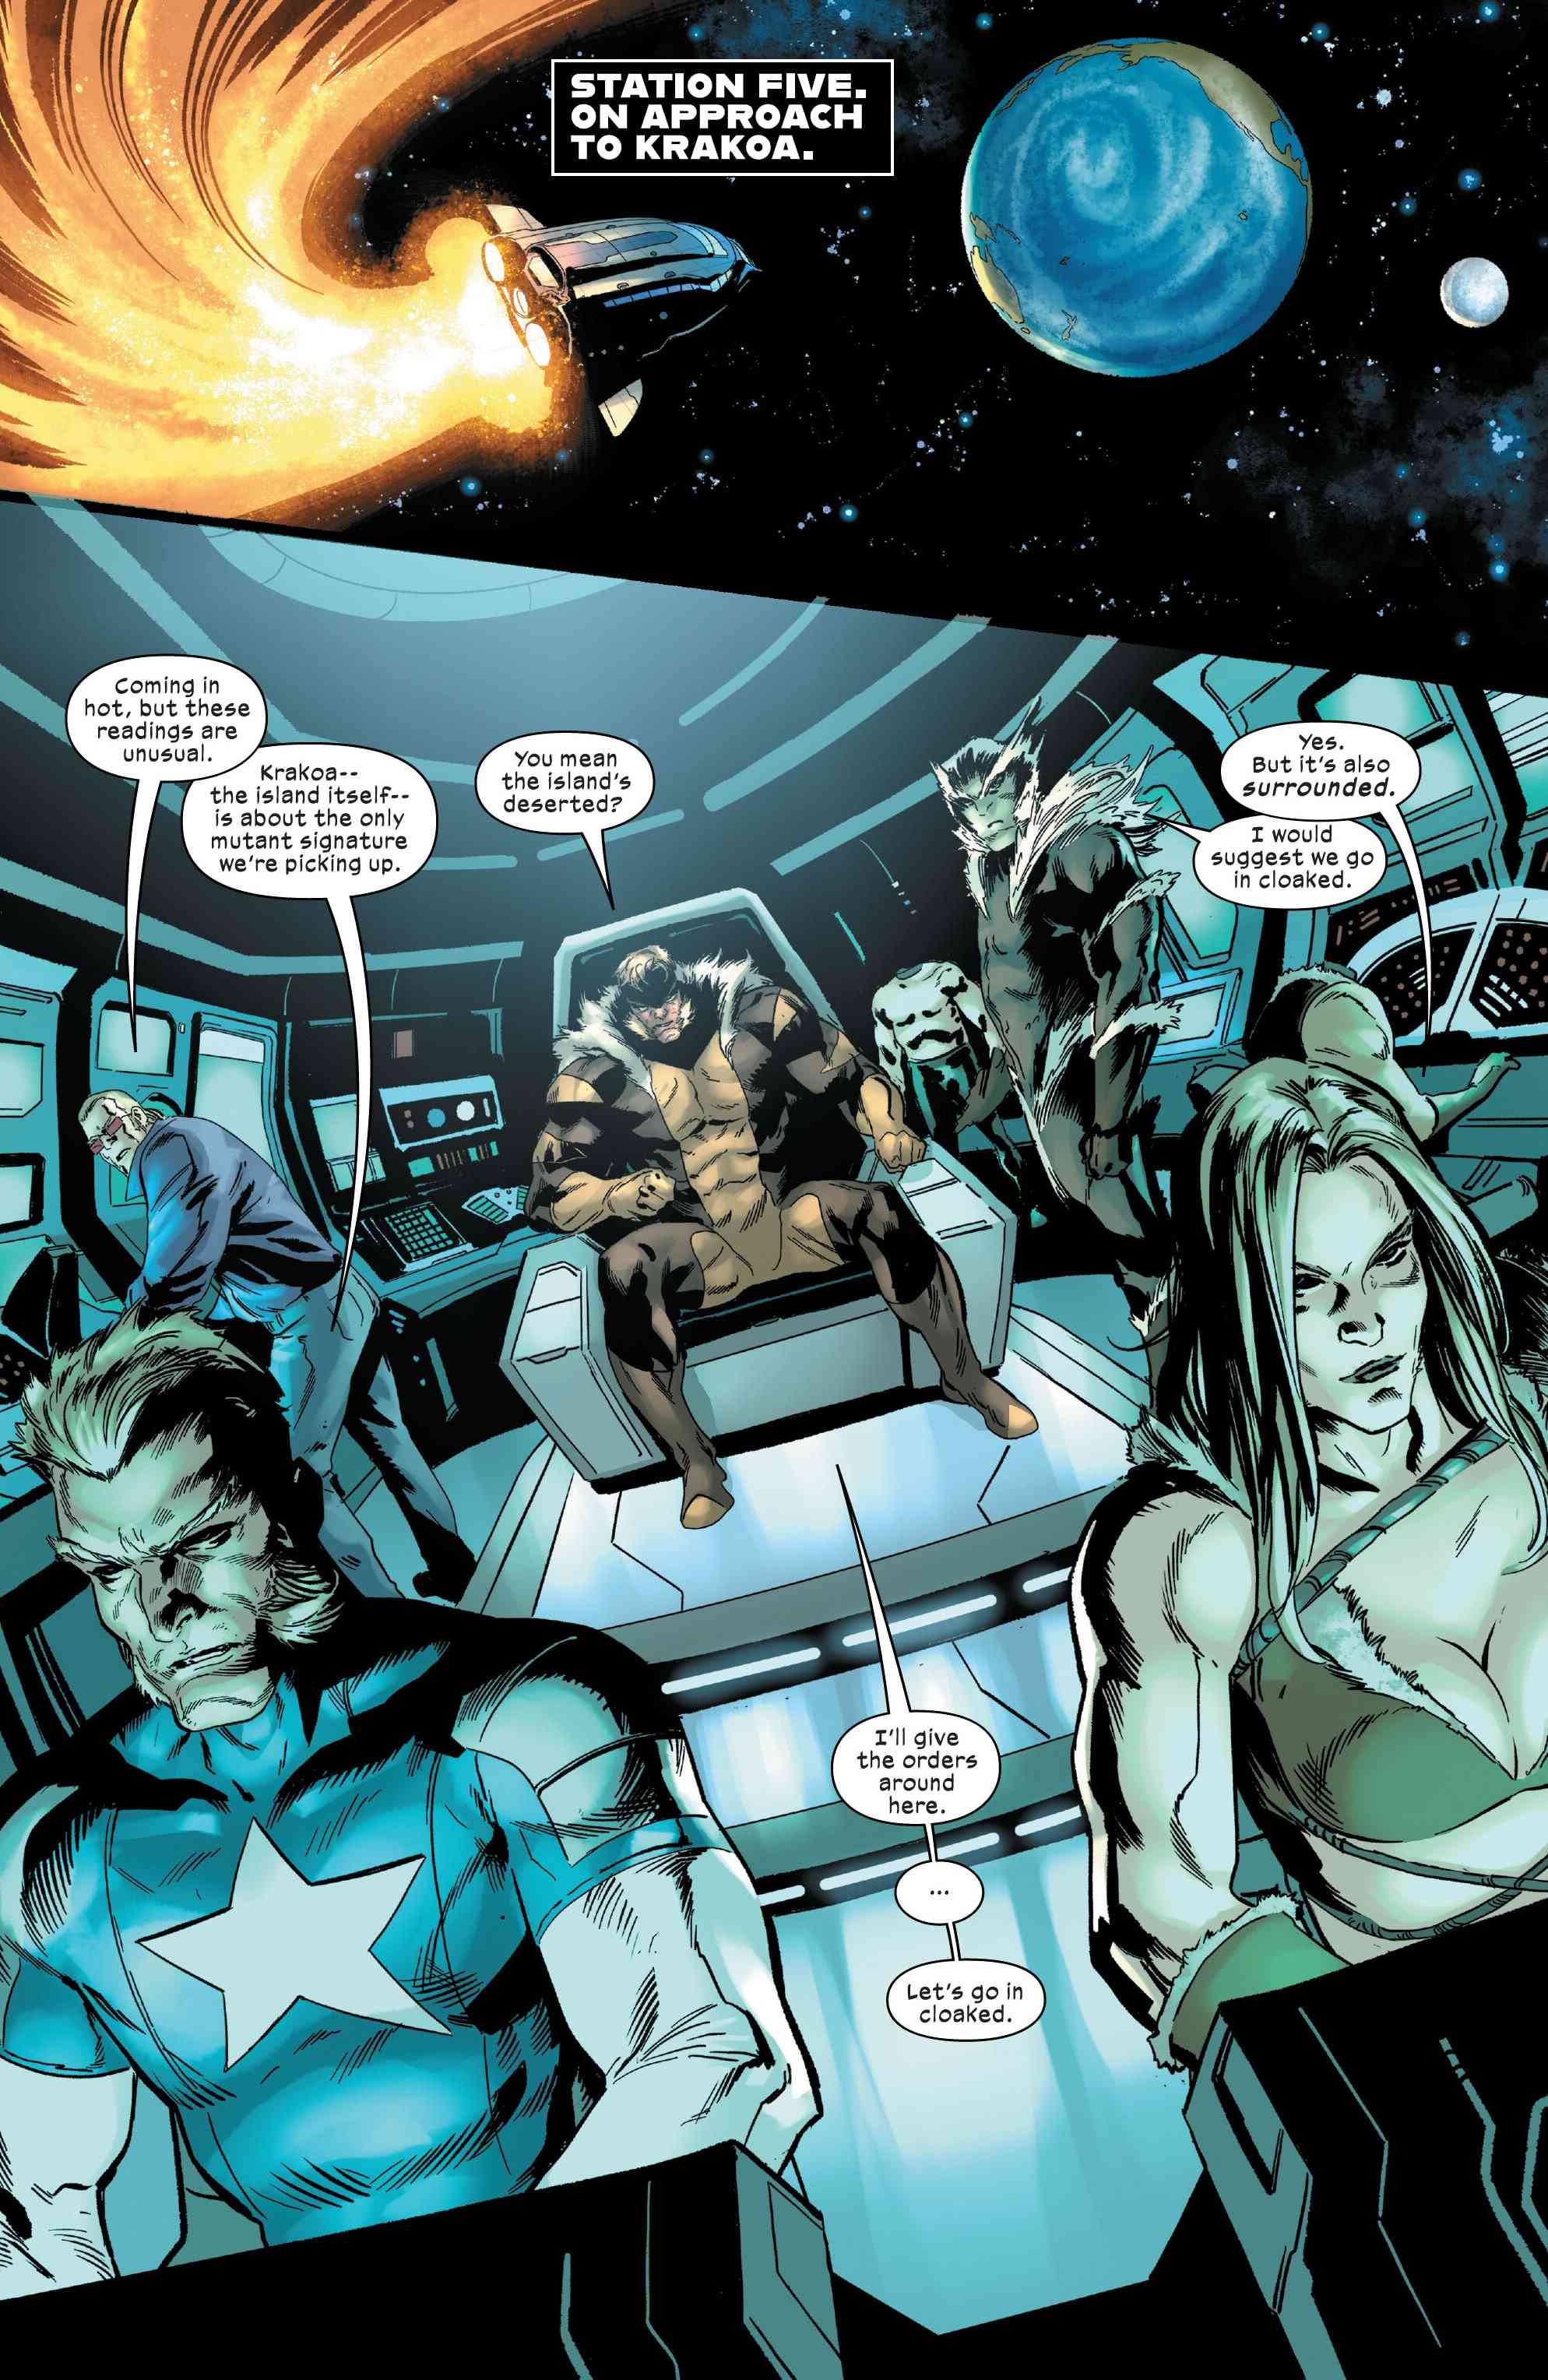 STATION FIVE.
ON APPROACH
TO KRAKOA.
Coming in
hot, but these
readings are
unusual.
Krakoa--
the island itself--
is about the only
mutant signature
we're picking up.
You mean
the island's
deserted?
Yes.
But it's also
surrounded.
I would
suggest we go
in cloaked.
I'll give
the orders
around
here.
...
Let's go in
cloaked.